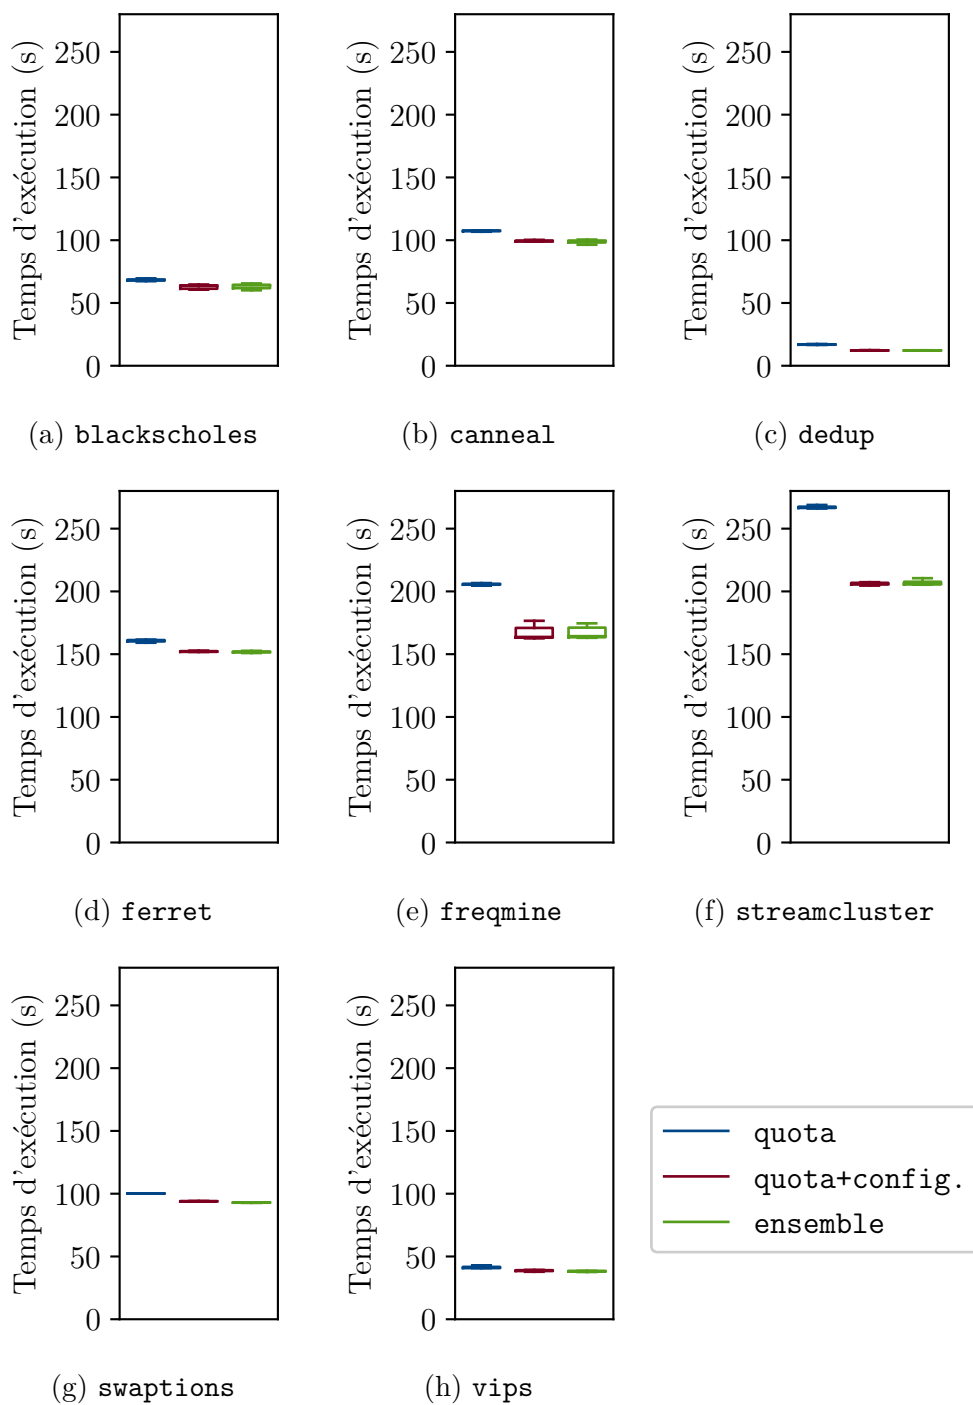 Temps d'exécution (s)
250
200
150
100
50
0
(a) blackscholes
Temps d'exécution (s)
250
200
150
100
50
0
(b) canneal
Temps d'exécution (s)
250
200
150
100
50
0
(c) dedup
Temps d'exécution (s)
250
200
150
100
50
0
(d) ferret
Temps d'exécution (s)
250
200
150
100
50
0
(e) freqmine
Temps d'exécution (s)
250
200
150
100
50
0
(f) streamcluster
Temps d'exécution (s)
250
200
150
100
50
0
(g) swaptions
Temps d'exécution (s)
250
200
150
100
50
0
(h) vips
quota
quota+config.
ensemble